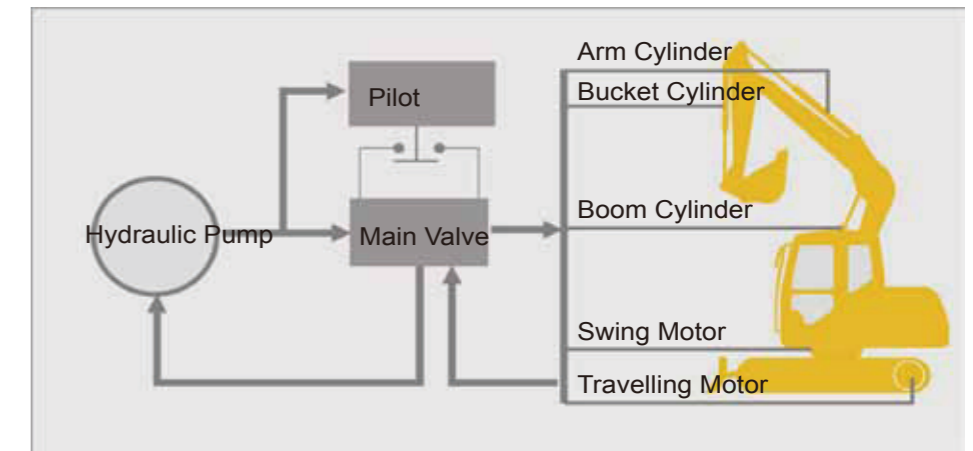 Arm Cylinder
Bucket Cylinder
Pilot
Boom Cylinder
Hydraulic Pump
Main Valve
Swing Motor
Travelling Motor